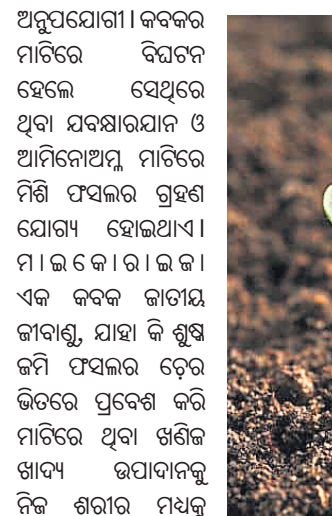 ଅନୁପଯୋଗୀ । କବକର
ମାଟିରେ ବିଘଟନ
ହେଲେ ସେଥିରେ
ଥିବା ଯବକ୍ଷାରଯାନ ଓ
ଆମିନୋଅମ୍ଳ ମାଟିରେ
ମିଶି ଫସଲର ଗ୍ରହଣ
ଯୋଗ୍ୟ ହୋଇଥାଏ ।
ମ।ଇକେ।ର।ଇଜ।
ଏକ କବକ ଜାତୀୟ
ଜୀବାଣୁ, ଯାହା କି ଶୁଷ୍କ
ଜମି ଫସଲର ଚେ଼ର
ଭିତରେ ପ୍ରବେଶ କରି
ମାଟିରେ ଥିବା ଖଣିଜ
ଖାଦ୍ୟ ଉପାଦାନକୁ
ନିଜ ଶରୀର ମଧ୍ୟକୁ